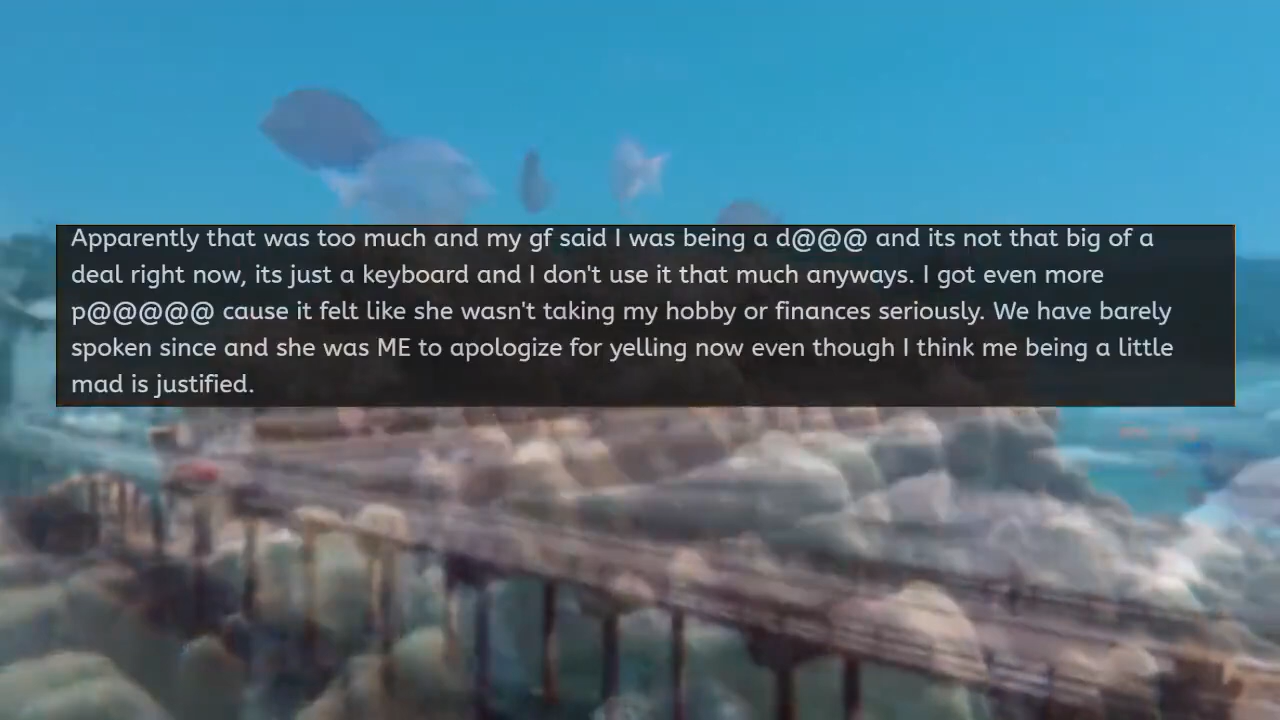 Apparently that was too much and my gf said I was being a d@@@ and its not that big of a
deal right now, its just a keyboard and I don't use it that much anyways. I got even more
p@@@@@ cause it felt like she wasn't taking my hobby or finances seriously. We have barely
spoken since and she was ME to apologize for yelling now even though I think me being a little
mad is justified.